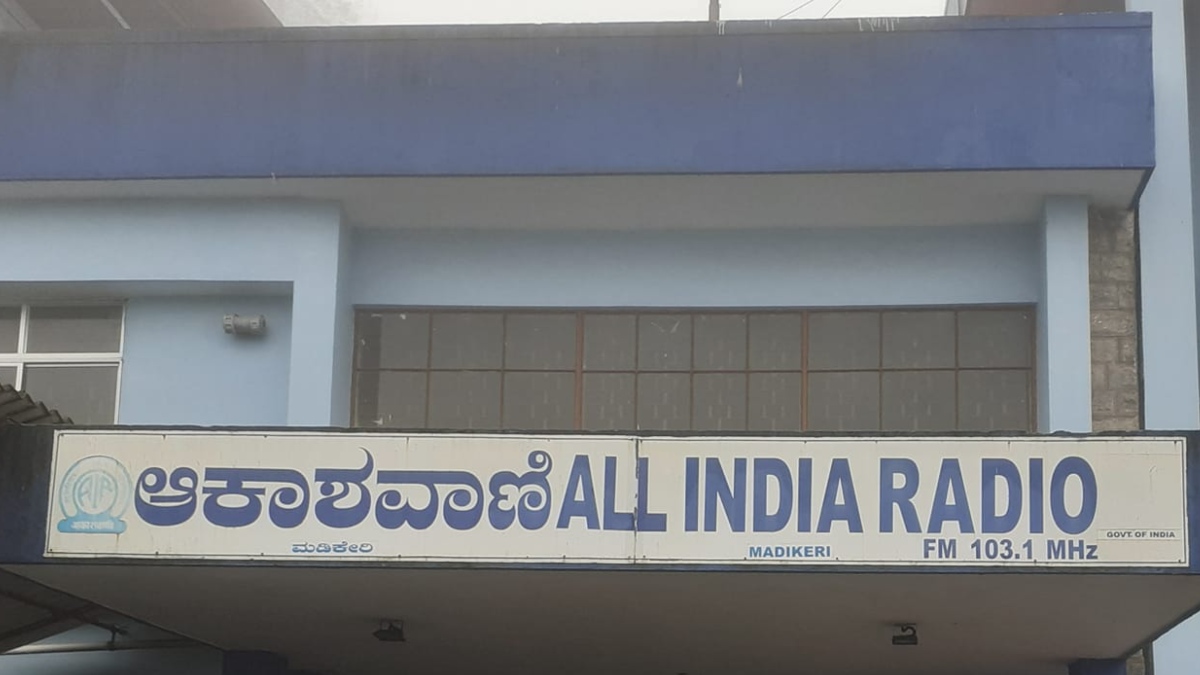 ಆಕಾಶವಾಣಿ ALL INDIA RADIO
ಮಡಿಕೇರಿ MADIKERI FM 103.1 MHz
GOVT. OF INDIA